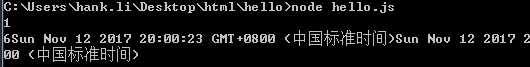 C:\Users\hank.li\Desktop\html\hello>node hello.js
1
6Sun Nov 12 2017 20:00:23 GMT+0800 (中国标准时间)Sun Nov 12 2017 2
00 (中国标准时间)